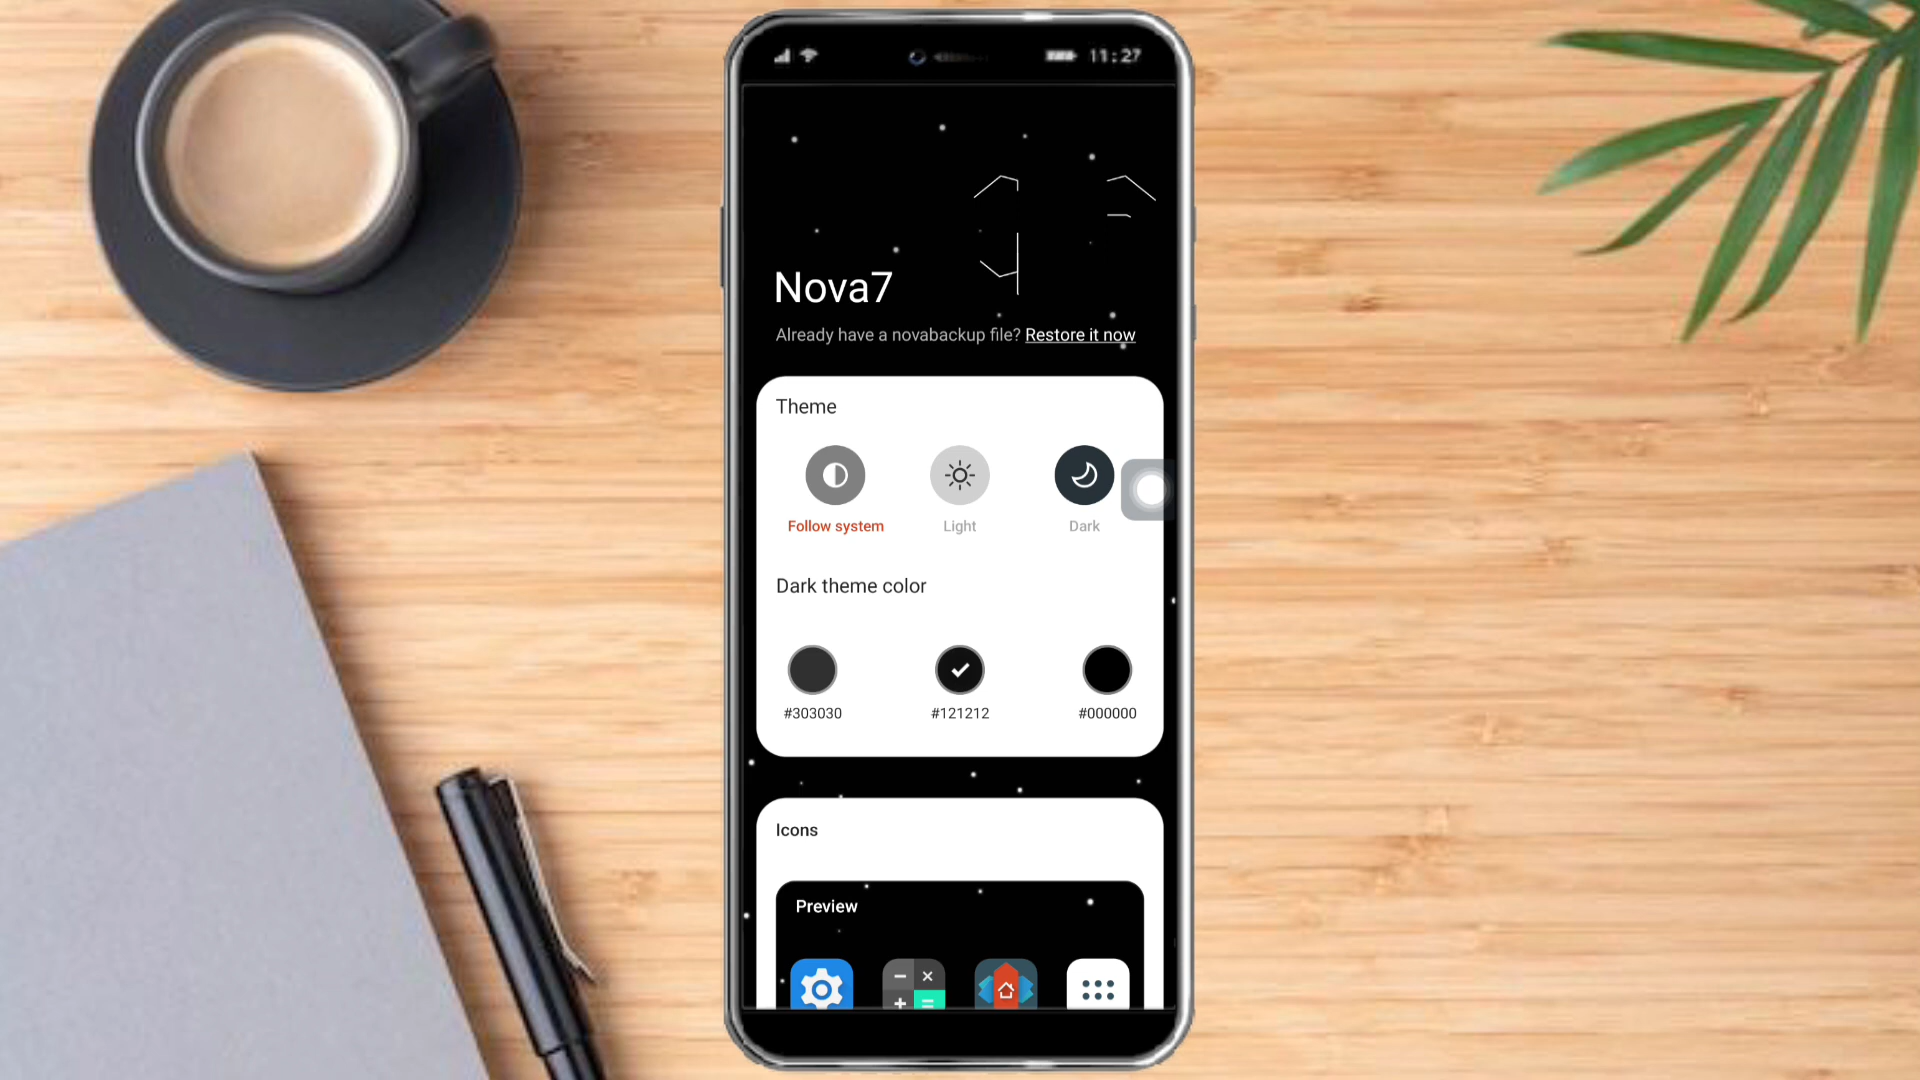 11:27
Nova7
Already have a novabackup file? Restore it now
Theme
Follow system
Light
Dark
Dark theme color
#303030
#121212
#000000
Icons
Preview